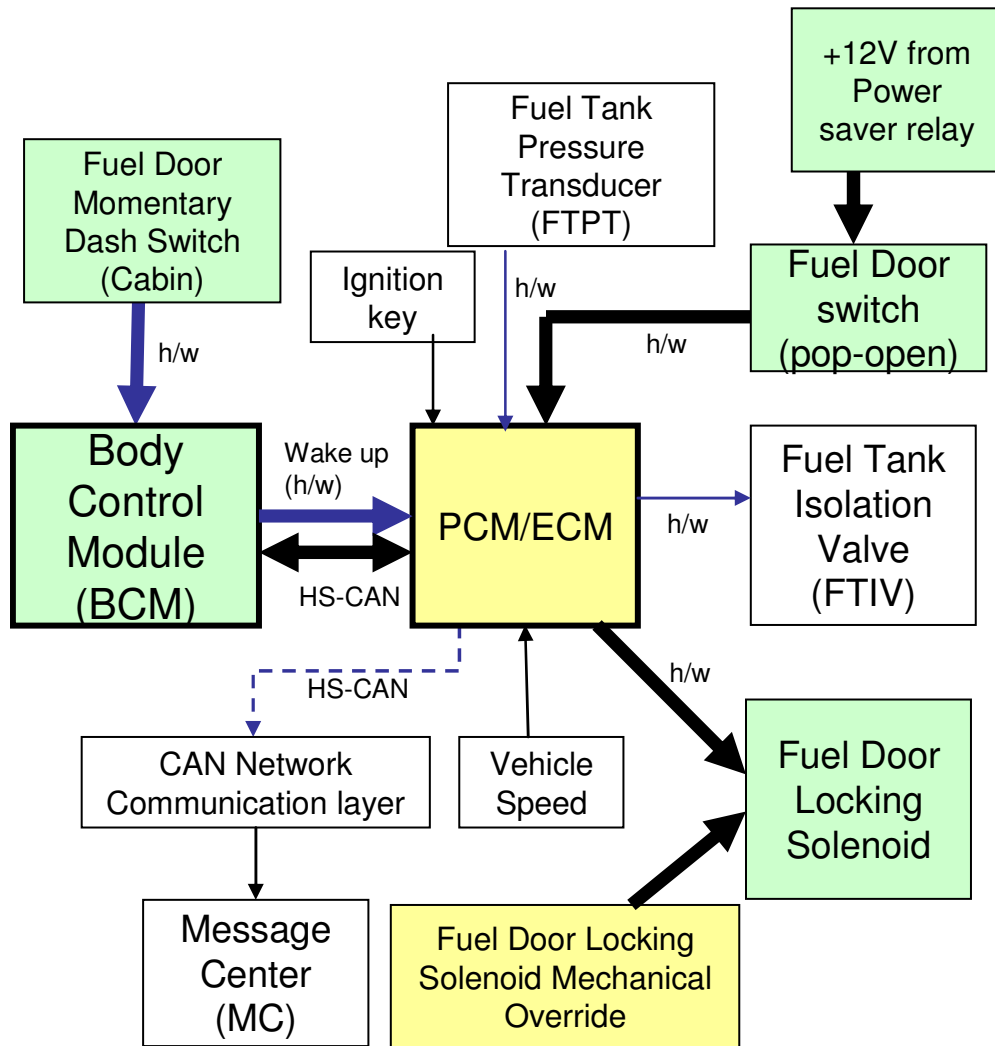 +12V from
Power
saver relay
Fuel Tank
Pressure
Transducer
(FTPT)
Fuel Door
Momentary
Dash Switch
(Cabin)
Fuel Door
switch
(pop-open)
Ignition
key
h/w
h/w
h/w
Body
Control
Module
(BCM)
Wake up
(h/w)
HS-CAN
PCM/ECM
h/w
Fuel Tank
Isolation
Valve
(FTIV)
HS-CAN
h/w
CAN Network
Communication layer
Vehicle
Speed
Fuel Door
Locking
Solenoid
Message
Center
(MC)
Fuel Door Locking
Solenoid Mechanical
Override